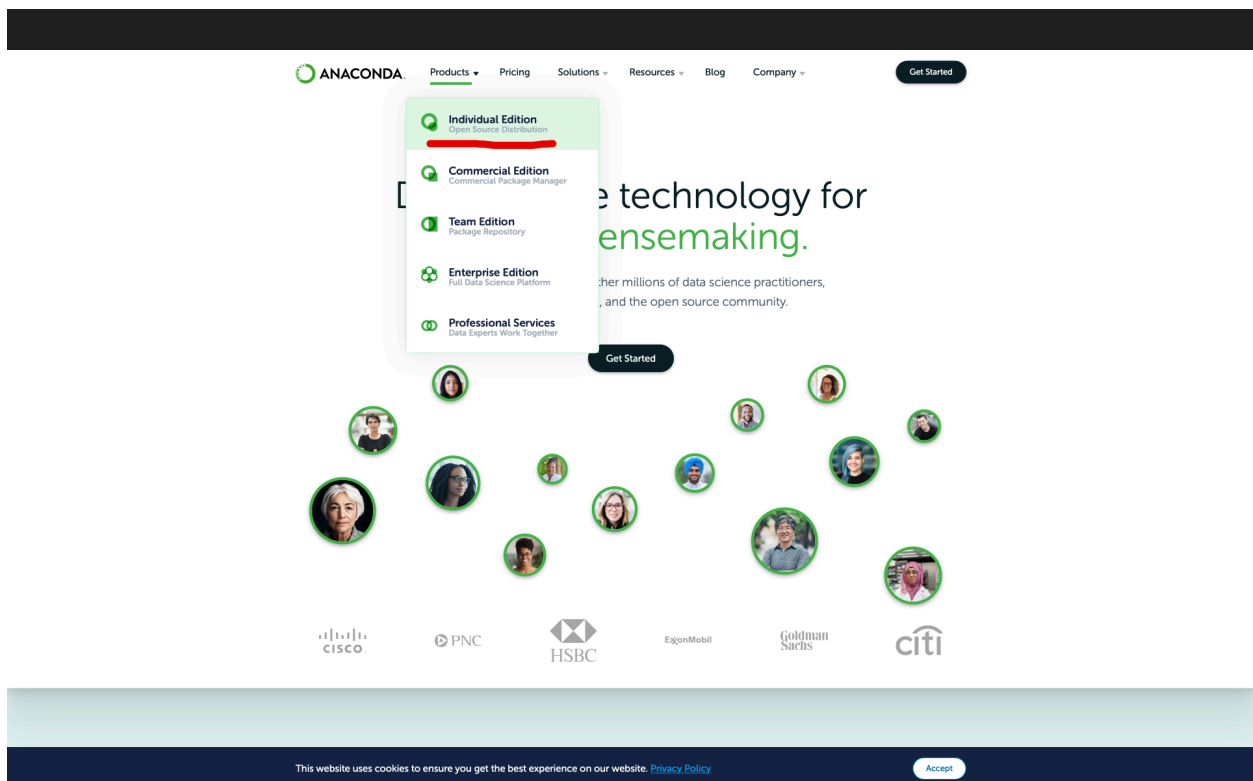 ANACONDA.
Products Pricing Solutions Resources Blog Company Get Started
Individual Edition
Open Source Distribution
Commercial Edition
Commercial Package Manager
Team Edition
Package Repository
Enterprise Edition
Full Data Science Platform
Professional Services
Data Experts Work Together
technology for
ensemaking.
millions of data science practitioners,
, and the open source community.
Get Started
CISCO PNC HSBC ExxonMobil Goldman
Sachs citi
This website uses cookies to ensure you get the best experience on our website. Privacy Policy Accept